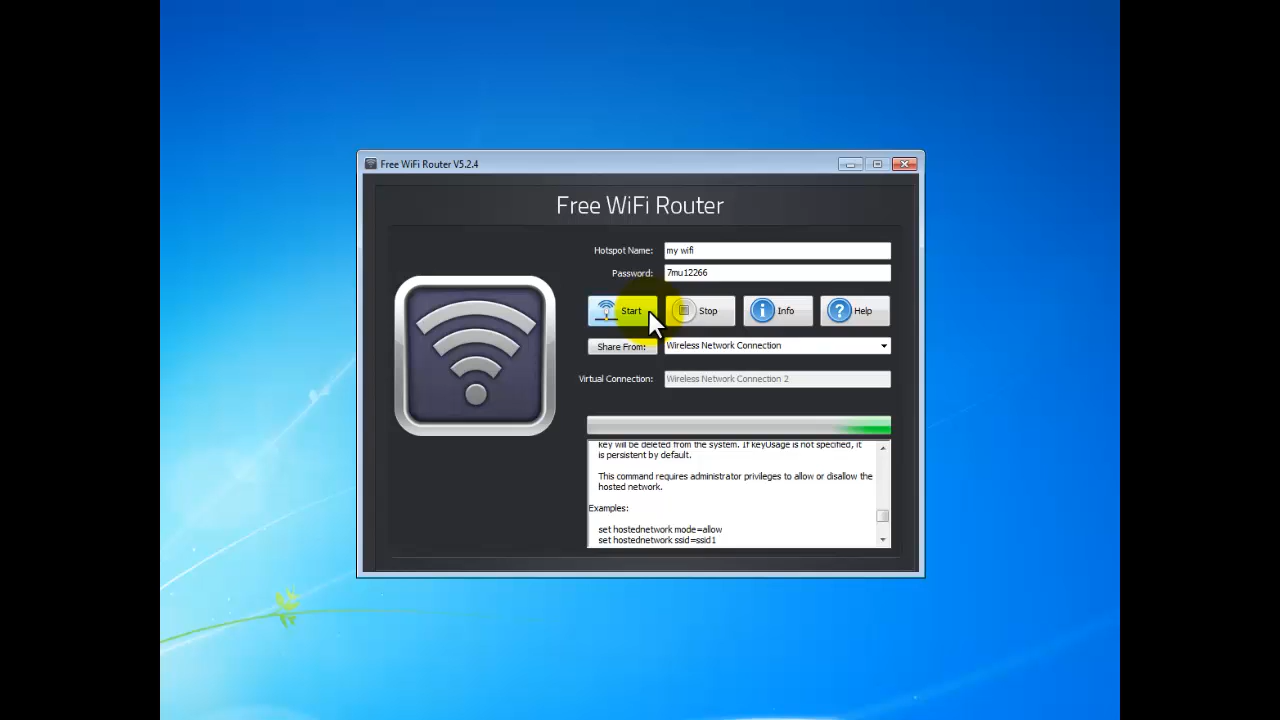 Free WiFi Router V5.2.4
Free WiFi Router
Hotspot Name: my wifi
Password: 7mu12266
Start Stop Info Help
Share From: Wireless Network Connection
Virtual Connection: Wireless Network Connection 2
key will be deleted from the system. If keyUsage is not specified, it
is persistent by default.
This command requires administrator privileges to allow or disallow the
hosted network.
Examples:
set hostednetwork mode=allow
set hostednetwork ssid=ssid1